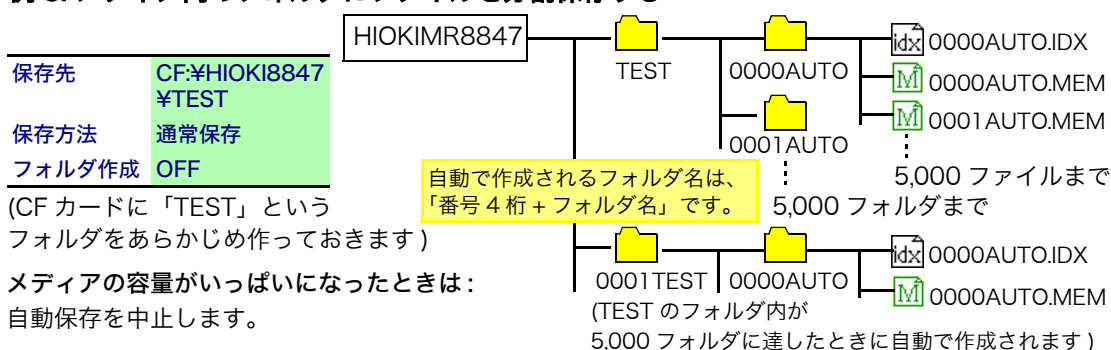 HIOKIMR8847
保存先 CF:¥HIOKI8847
¥TEST
保存方法 通常保存
フォルダ作成 OFF
(CF カードに「TEST」という
フォルダをあらかじめ作っておきます)
メディアの容量がいっぱいになったときは:
自動保存を中止します。
TEST
0000AUTO
0001AUTO
idx 0000AUTO.IDX
M 0000AUTO.MEM
M 0001AUTO.MEM
5,000 ファイルまで
5,000 フォルダまで
自動で作成されるフォルダ名は、
「番号 4 桁 + フォルダ名」です。
0001TEST
0000AUTO
idx 0000AUTO.IDX
M 0000AUTO.MEM
(TEST のフォルダ内が
5,000 フォルダに達したときに自動で作成されます)